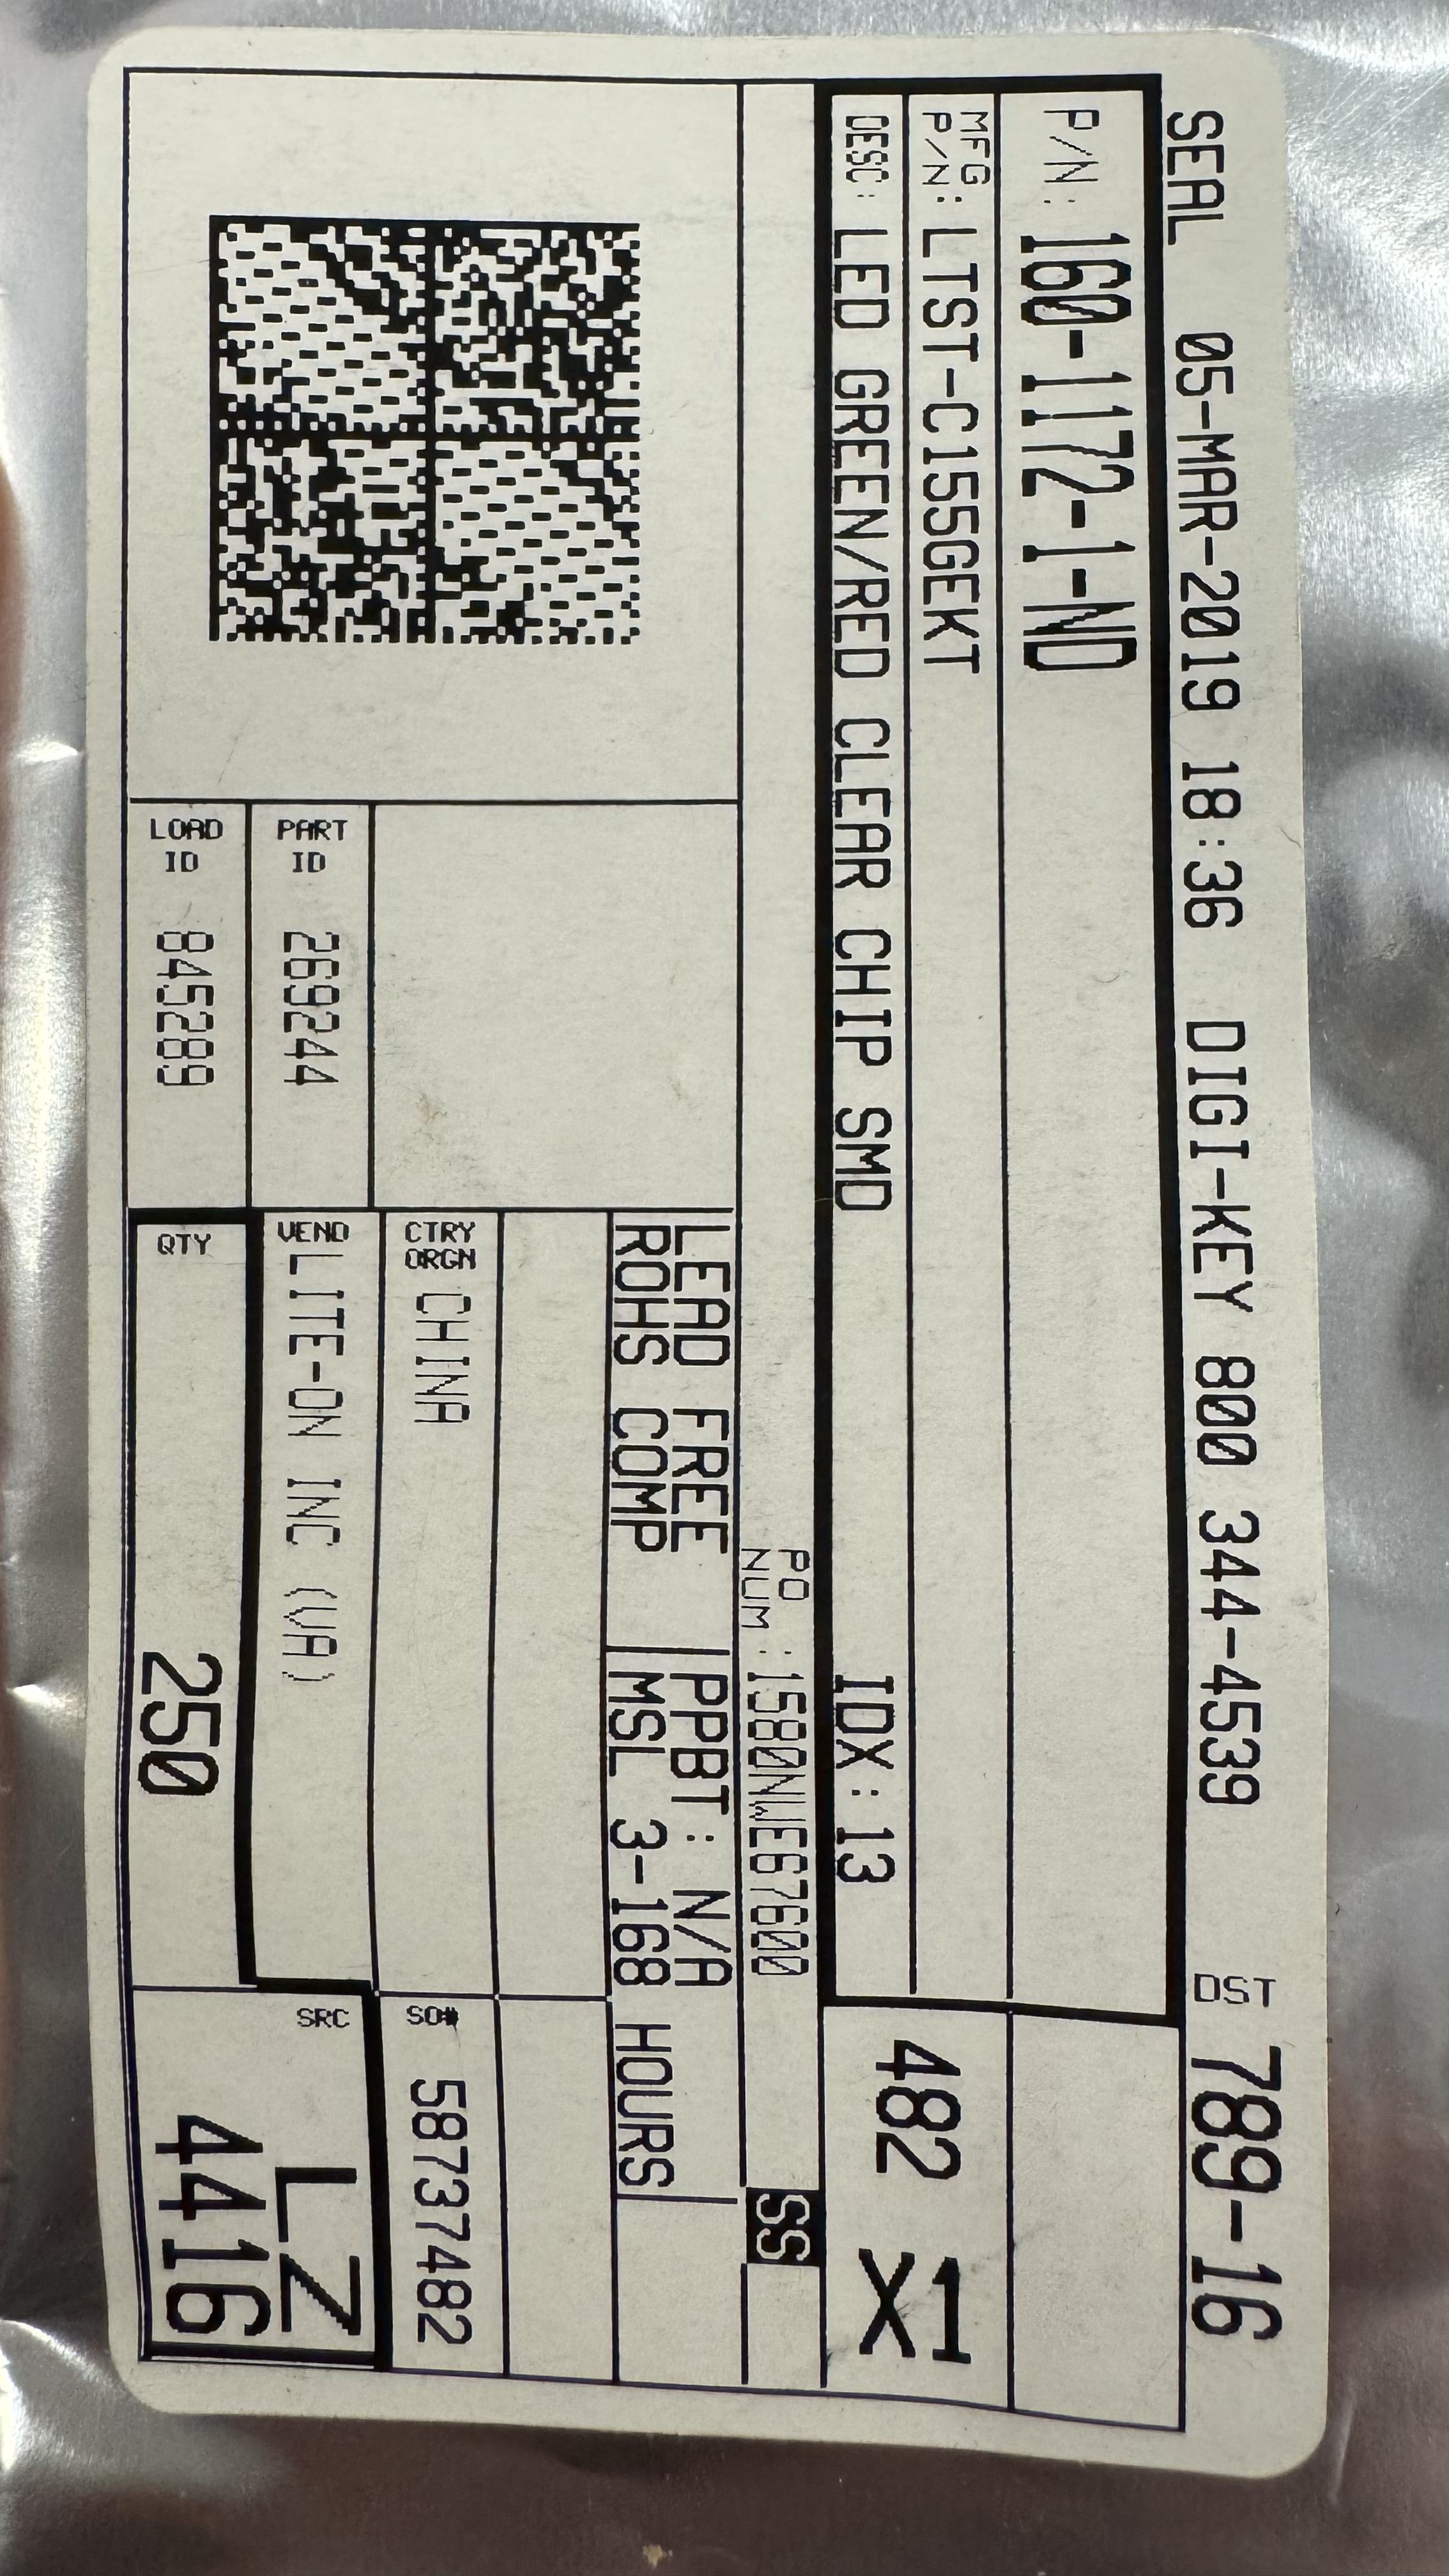 SEAL 05-MAR-2019 18:36 DIGI-KEY 800 344-4539 DST 789-16
P/N: 160-1172-1-ND
MFG P/N: LTST-C155GEKT
DESC: LED GREEN/RED CLEAR CHIP SMD IDX: 13
482 X1
PO NUM: 1580NWE67600 SS
LEAD FREE
ROHS COMP
PPBT: N/A
MSL 3-168 HOURS
CTRY ORGN CHINA
SO# 58737482
PART ID 269244
VEND LITE-ON INC (VA)
LOAD ID 845289
QTY 250
SRC LZ
4416